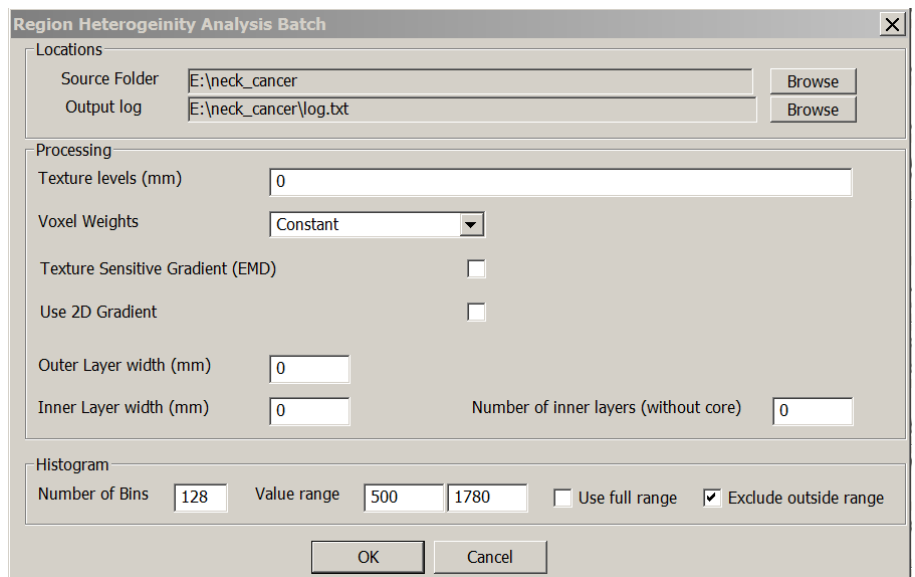 Region Heterogeinity Analysis Batch
Locations
Source Folder E:\neck_cancer Browse
Output log E:\neck_cancer\log.txt Browse
Processing
Texture levels (mm) 0
Voxel Weights Constant
Texture Sensitive Gradient (EMD)
Use 2D Gradient
Outer Layer width (mm) 0
Inner Layer width (mm) 0 Number of inner layers (without core) 0
Histogram
Number of Bins 128 Value range 500 1780 Use full range Exclude outside range
OK Cancel